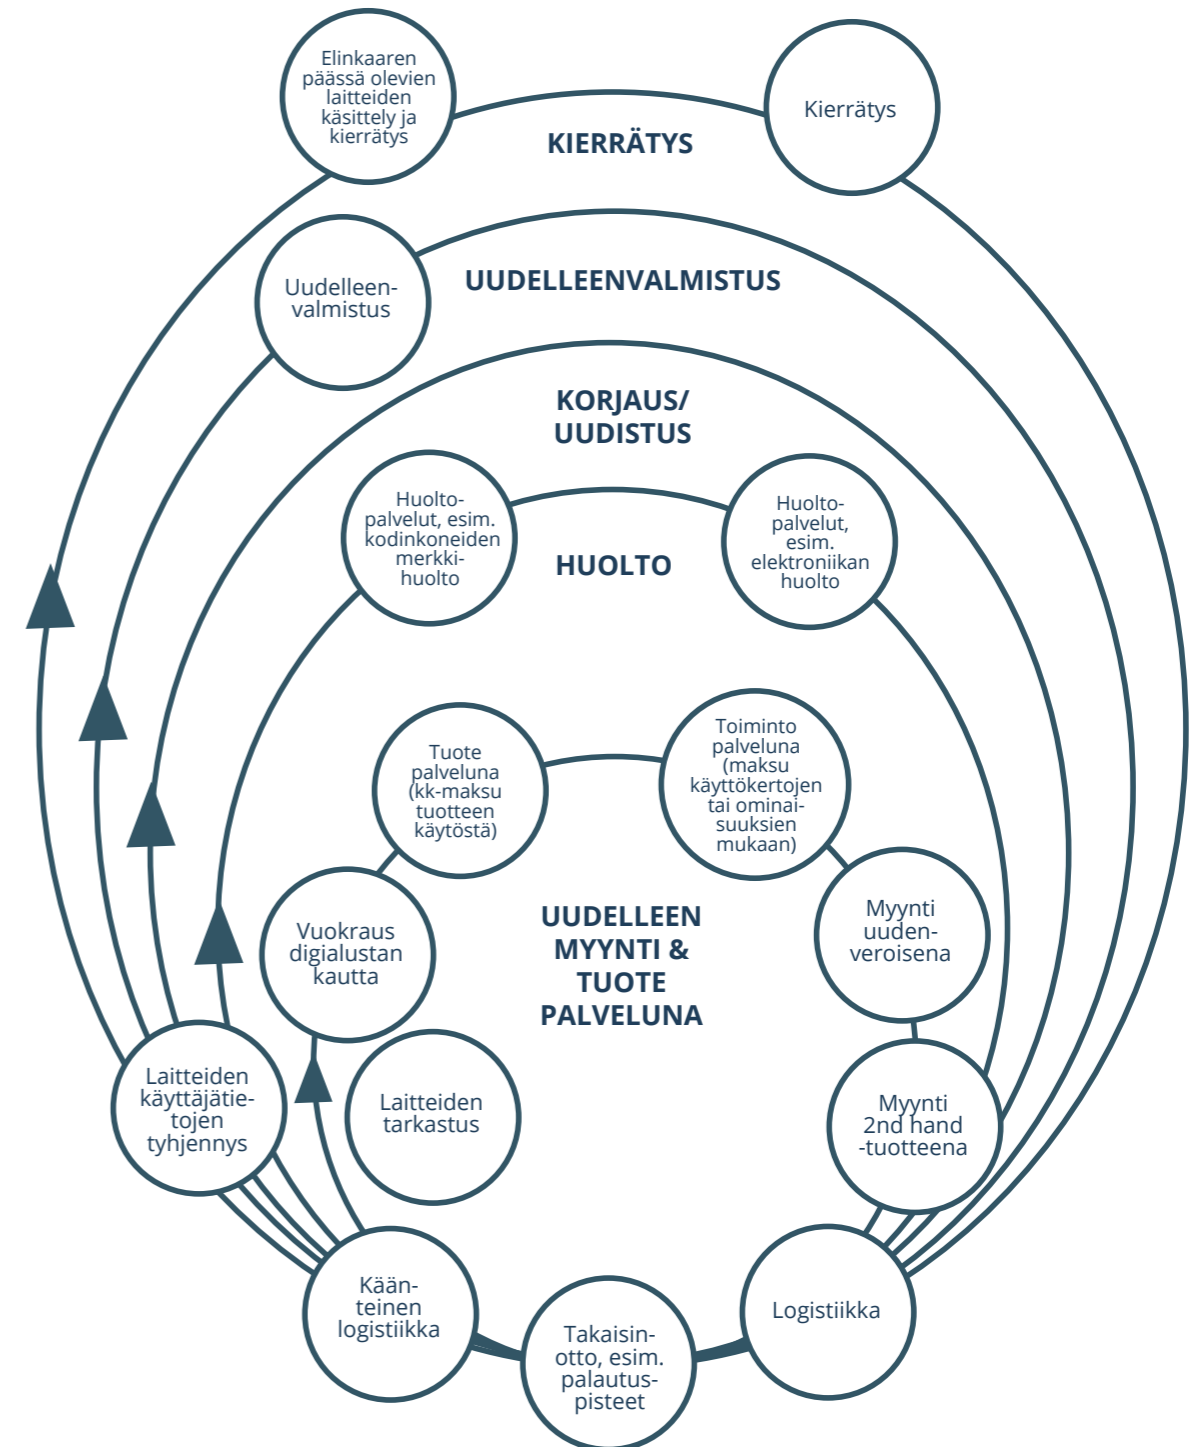 Elinkaaren
päässä olevien
laitteiden
käsittely ja
kierrätys
Kierrätys
KIERRÄTYS
Uudelleen-
valmistus
UUDELLEENVALMISTUS
KORJAUS/
UUDISTUS
Huolto-
palvelut, esim.
kodinkoneiden
merkki-
huolto
Huolto-
palvelut,
esim.
elektroniikan
huolto
HUOLTO
Tuote
palveluna
(kk-maksu
tuotteen
käytöstä)
Toiminto
palveluna
(maksu
käyttökertojen
tai ominai-
suuksien
mukaan)
Vuokraus
digialustan
kautta
UUDELLEEN
MYYNTI &
TUOTE
PALVELUNA
Myynti
uuden-
veroisena
Laitteiden
käyttäjätie-
tojen
tyhjennys
Laitteiden
tarkastus
Myynti
2nd hand
-tuotteena
Kään-
teinen
logistiikka
Takaisin-
otto, esim.
palautus-
pisteet
Logistiikka